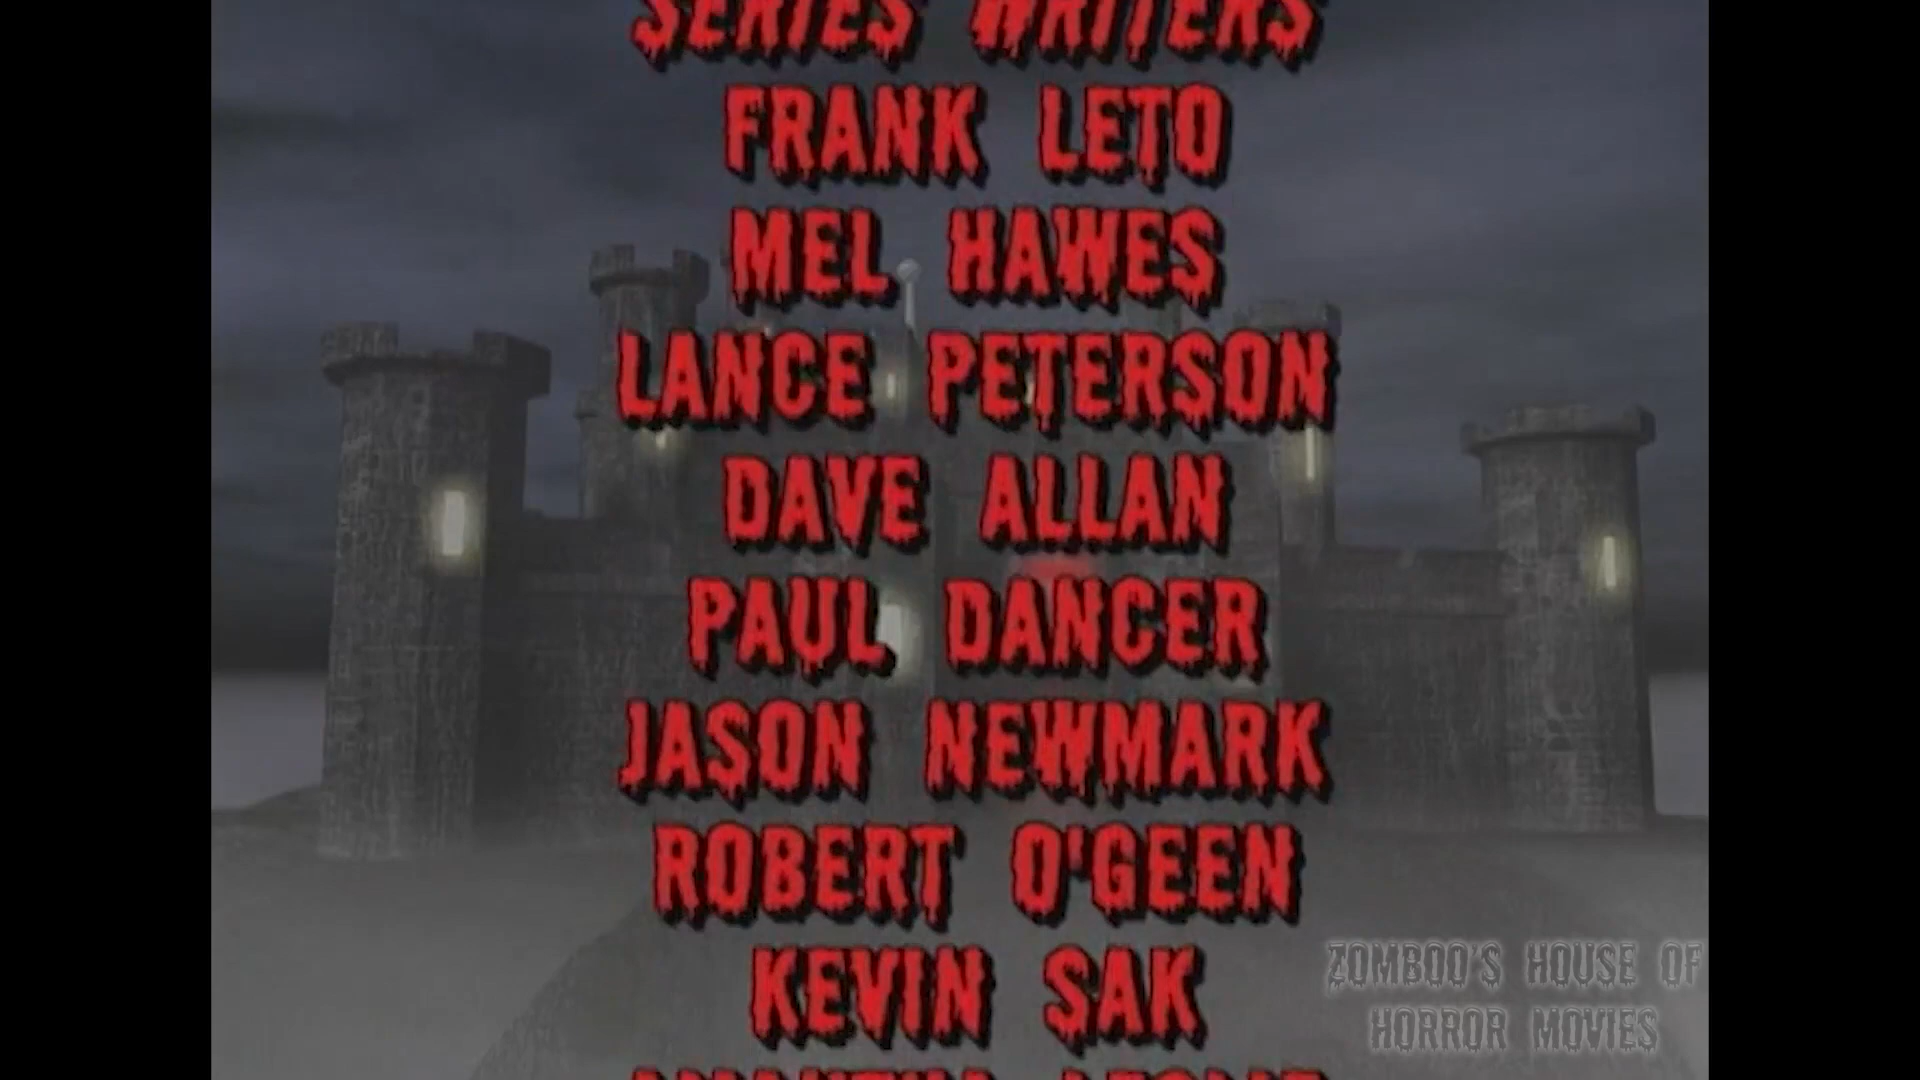 SERIES WRITERS
FRANK LETO
MEL HAWES
LANCE PETERSON
DAVE ALLAN
PAUL DANCER
JASON NEWMARK
ROBERT O'GEEN
KEVIN SAK
ZOMBOO'S HOUSE OF
HORROR MOVIES